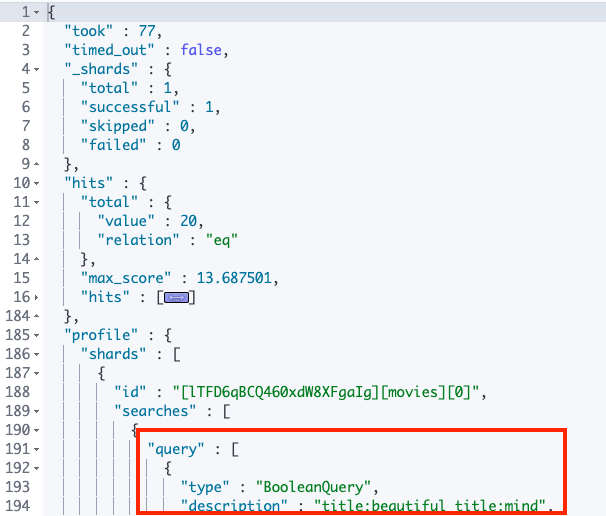 1 {
2 "took" : 77,
3 "timed_out" : false,
4 "_shards" : {
5 "total" : 1,
6 "successful" : 1,
7 "skipped" : 0,
8 "failed" : 0
9 },
10 "hits" : {
11 "total" : {
12 "value" : 20,
13 "relation" : "eq"
14 },
15 "max_score" : 13.687501,
16 "hits" : []
184 },
185 "profile" : {
186 "shards" : [
187 {
188 "id" : "[lTFD6qBCQ460xdW8XFgaIg][movies][0]",
189 "searches" : [
190 {
191 "query" : [
192 {
193 "type" : "BooleanQuery",
194 "description" : "title:beautiful title:mind",